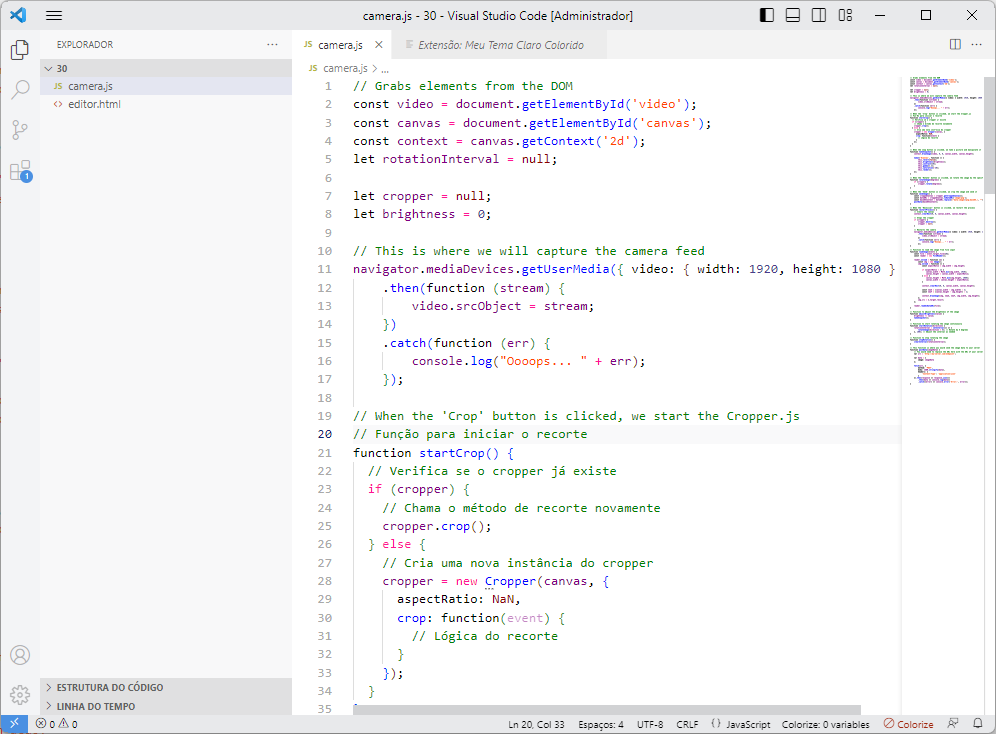 camera.js - 30 - Visual Studio Code [Administrador]
EXPLORADOR
30
JS camera.js
<> editor.html
ESTRUTURA DO CÓDIGO
LINHA DO TEMPO
1
JS camera.js
Extensão: Meu Tema Claro Colorido
JS camera.js > ...
1 // Grabs elements from the DOM
2 const video = document.getElementById('video');
3 const canvas = document.getElementById('canvas');
4 const context = canvas.getContext('2d');
5 let rotationInterval = null;
6
7 let cropper = null;
8 let brightness = 0;
9
10 // This is where we will capture the camera feed
11 navigator.mediaDevices.getUserMedia({ video: { width: 1920, height: 1080 }
12     .then(function (stream) {
13         video.srcObject = stream;
14     })
15     .catch(function (err) {
16         console.log("Oooops... " + err);
17     });
18
19 // When the 'Crop' button is clicked, we start the Cropper.js
20 // Função para iniciar o recorte
21 function startCrop() {
22   // Verifica se o cropper já existe
23   if (cropper) {
24     // Chama o método de recorte novamente
25     cropper.crop();
26   } else {
27     // Cria uma nova instância do cropper
28     cropper = new Cropper(canvas, {
29       aspectRatio: NaN,
30       crop: function(event) {
31         // Lógica do recorte
32       }
33     });
34   }
35
0 0
Ln 20, Col 33
Espaços: 4
UTF-8
CRLF
{} JavaScript
Colorize: 0 variables
Colorize